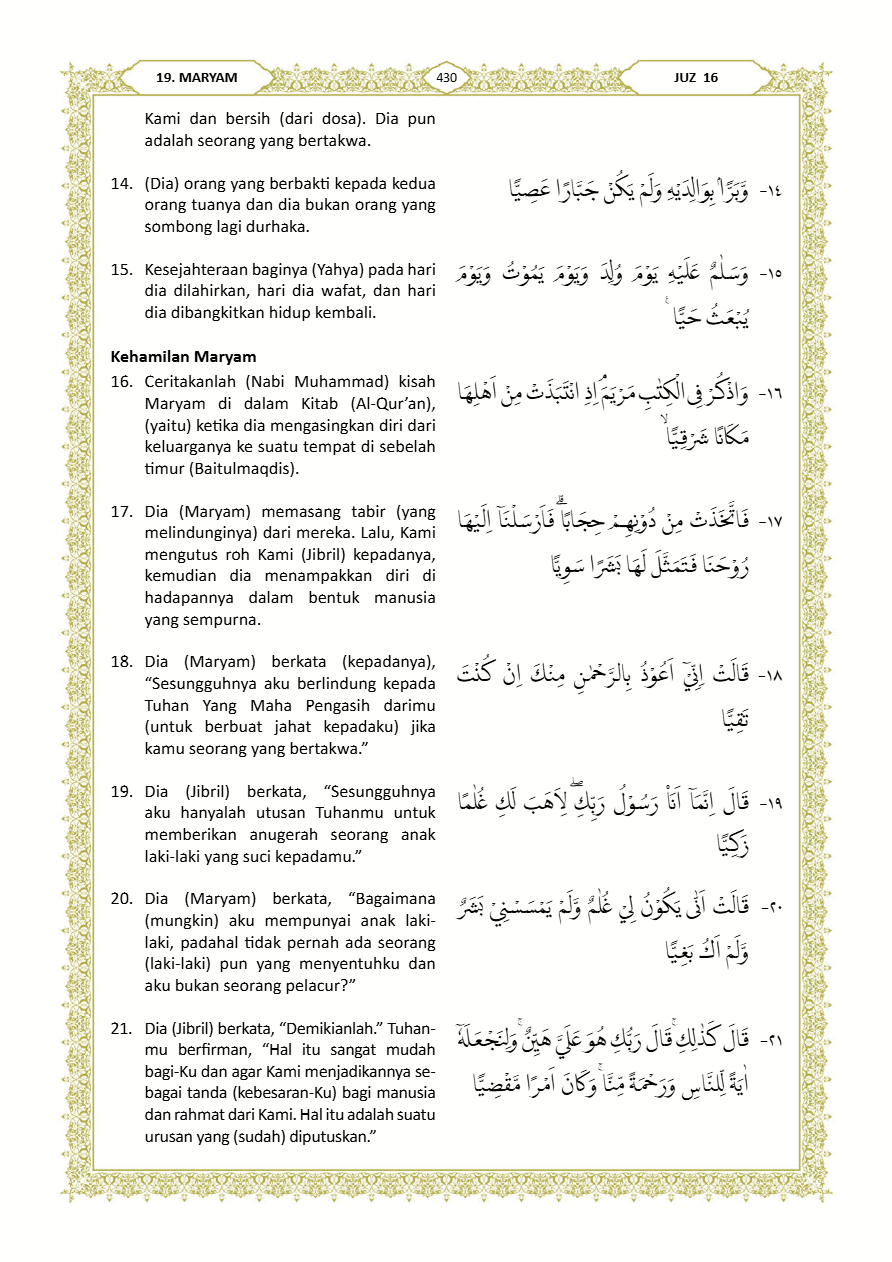 19. MARYAM
430
JUZ 16
Kami dan bersih (dari dosa). Dia pun
adalah seorang yang bertakwa.
14. (Dia) orang yang berbakti kepada kedua
orang tuanya dan dia bukan orang yang
sombong lagi durhaka.
١٤- وَّبَرًّاۢ بِوَالِدَيْهِ وَلَمْ يَكُنْ جَبَّارًا عَصِيًّا
15. Kesejahteraan baginya (Yahya) pada hari
dia dilahirkan, hari dia wafat, dan hari
dia dibangkitkan hidup kembali.
١٥- وَسَلٰمٌ عَلَيْهِ يَوْمَ وُلِدَ وَيَوْمَ يَمُوْتُ وَيَوْمَ
يُبْعَثُ حَيًّا ۚ
Kehamilan Maryam
16. Ceritakanlah (Nabi Muhammad) kisah
Maryam di dalam Kitab (Al-Qur’an),
(yaitu) ketika dia mengasingkan diri dari
keluarganya ke suatu tempat di sebelah
timur (Baitulmaqdis).
١٦- وَاذْكُرْ فِى الْكِتٰبِ مَرْيَمَۘ اِذِ انْتَبَذَتْ مِنْ اَهْلِهَا
مَكَانًا شَرْقِيًّاۙ
17. Dia (Maryam) memasang tabir (yang
melindunginya) dari mereka. Lalu, Kami
mengutus roh Kami (Jibril) kepadanya,
kemudian dia menampakkan diri di
hadapannya dalam bentuk manusia
yang sempurna.
١٧- فَاتَّخَذَتْ مِنْ دُوْنِهِمْ حِجَابًاۗ فَاَرْسَلْنَآ اِلَيْهَا
رُوْحَنَا فَتَمَثَّلَ لَهَا بَشَرًا سَوِيًّا
18. Dia (Maryam) berkata (kepadanya),
“Sesungguhnya aku berlindung kepada
Tuhan Yang Maha Pengasih darimu
(untuk berbuat jahat kepadaku) jika
kamu seorang yang bertakwa.”
١٨- قَالَتْ اِنِّيْٓ اَعُوْذُ بِالرَّحْمٰنِ مِنْكَ اِنْ كُنْتَ
تَقِيًّا
19. Dia (Jibril) berkata, “Sesungguhnya
aku hanyalah utusan Tuhanmu untuk
memberikan anugerah seorang anak
laki-laki yang suci kepadamu.”
١٩- قَالَ اِنَّمَآ اَنَا۠ رَسُوْلُ رَبِّكِۖ لِاَهَبَ لَكِ غُلٰمًا
زَكِيًّا
20. Dia (Maryam) berkata, “Bagaimana
(mungkin) aku mempunyai anak laki-
laki, padahal tidak pernah ada seorang
(laki-laki) pun yang menyentuhku dan
aku bukan seorang pelacur?”
٢٠- قَالَتْ اَنّٰى يَكُوْنُ لِيْ غُلٰمٌ وَّلَمْ يَمْسَسْنِيْ بَشَرٌ
وَّلَمْ اَكُ بَغِيًّا
21. Dia (Jibril) berkata, “Demikianlah.” Tuhan-
mu berfirman, “Hal itu sangat mudah
bagi-Ku dan agar Kami menjadikannya se-
bagai tanda (kebesaran-Ku) bagi manusia
dan rahmat dari Kami. Hal itu adalah suatu
urusan yang (sudah) diputuskan.”
٢١- قَالَ كَذٰلِكِۚ قَالَ رَبُّكِ هُوَ عَلَيَّ هَيِّنٌۚ وَلِنَجْعَلَهٗٓ
اٰيَةً لِّلنَّاسِ وَرَحْمَةً مِّنَّاۚ وَكَانَ اَمْرًا مَّقْضِيًّا